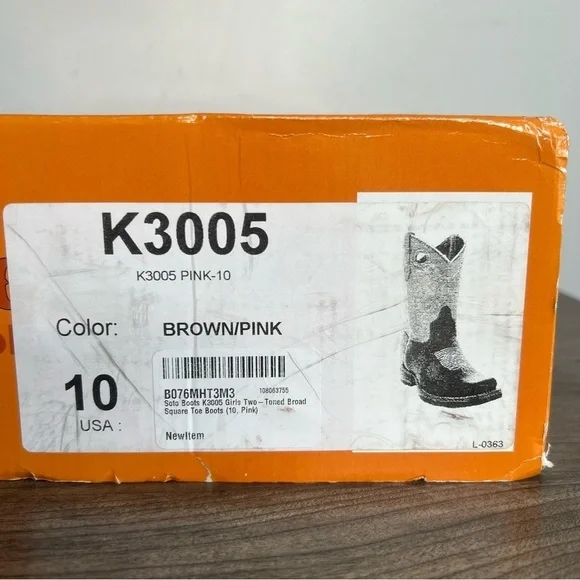 K3005
K3005 PINK-10
Color: BROWN/PINK
10
USA :
B076MHT3M3 108063755
Soto Boots K3005 Girls Two-Toned Broad
Square Toe Boots (10, Pink)
NewItem
L-0363